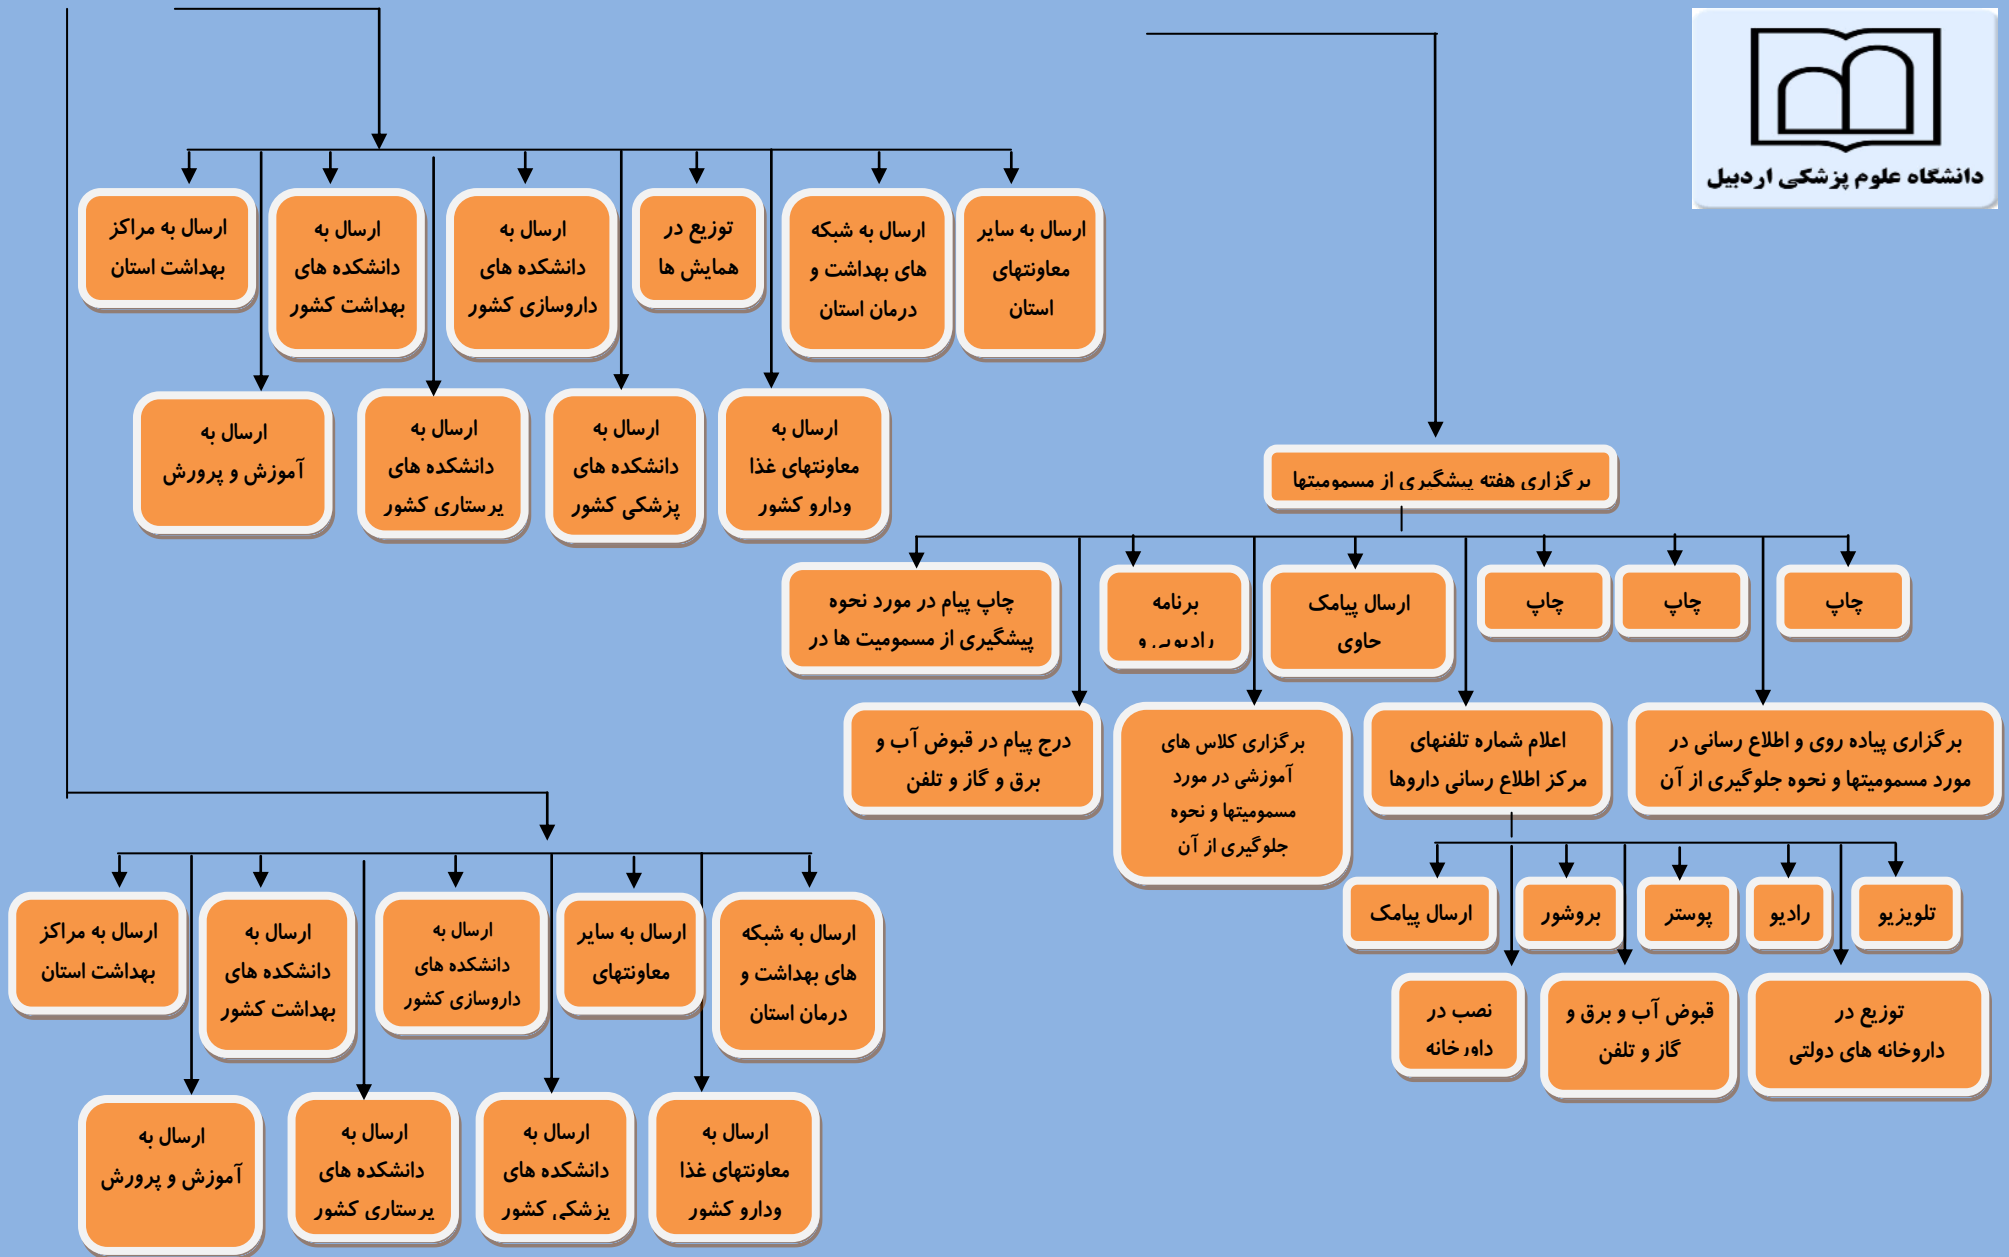 دانشگاه علوم پزشکی اردبیل
ارسال به سایر
معاونتهای
استان
ارسال به شبکه
های بهداشت و
درمان استان
توزیع در
همایش ها
ارسال به
دانشکده های
داروسازی کشور
ارسال به
دانشکده های
بهداشت کشور
ارسال به مراکز
بهداشت استان
ارسال به
معاونتهای غذا
ودارو کشور
ارسال به
دانشکده های
پزشکی کشور
ارسال به
دانشکده های
پرستاری کشور
ارسال به
آموزش و پرورش
برگزاری هفته پیشگیری از مسمومیتها
چاپ
چاپ
چاپ
ارسال پیامک
حاوی
برنامه
رادیویی و
چاپ پیام در مورد نحوه
پیشگیری از مسمومیت ها در
برگزاری پیاده روی و اطلاع رسانی در
مورد مسمومیتها و نحوه جلوگیری از آن
اعلام شماره تلفنهای
مرکز اطلاع رسانی داروها
برگزاری کلاس های
آموزشی در مورد
مسمومیتها و نحوه
جلوگیری از آن
درج پیام در قبوض آب و
برق و گاز و تلفن
تلویزیو
رادیو
پوستر
بروشور
ارسال پیامک
توزیع در
داروخانه های دولتی
قبوض آب و برق و
گاز و تلفن
نصب در
داورخانه
ارسال به شبکه
های بهداشت و
درمان استان
ارسال به سایر
معاونتهای
ارسال به
دانشکده های
داروسازی کشور
ارسال به
دانشکده های
بهداشت کشور
ارسال به مراکز
بهداشت استان
ارسال به
معاونتهای غذا
ودارو کشور
ارسال به
دانشکده های
پزشکی کشور
ارسال به
دانشکده های
پرستاری کشور
ارسال به
آموزش و پرورش